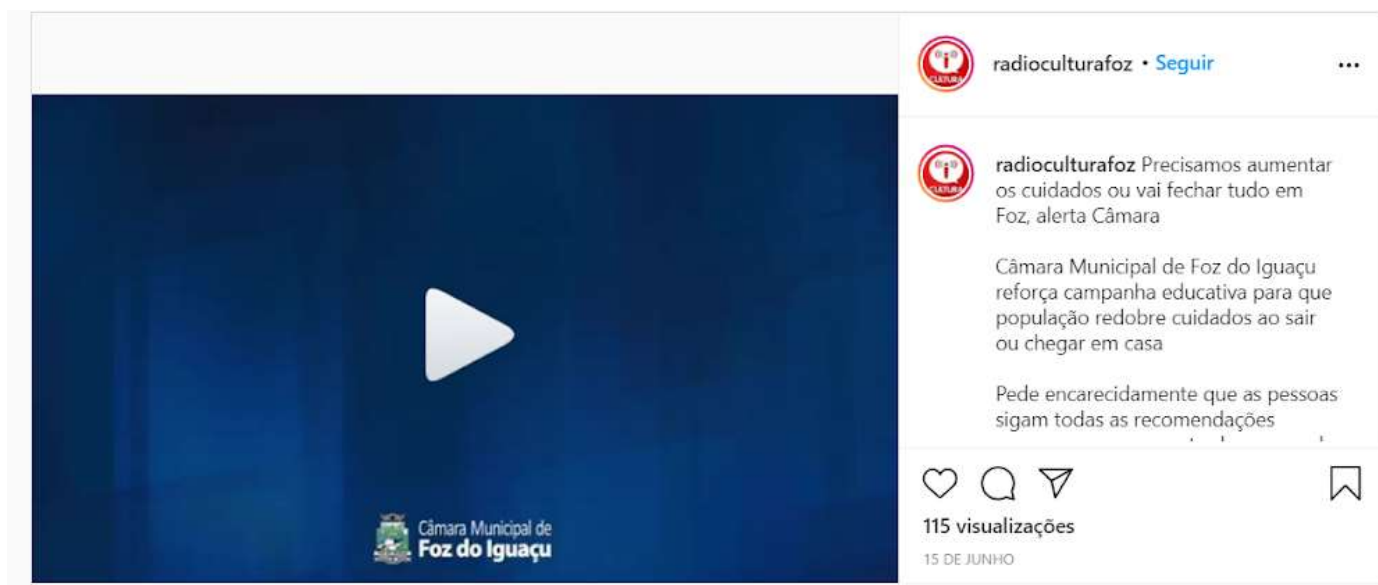 radioculturafoz • Seguir
radioculturafoz Precisamos aumentar
os cuidados ou vai fechar tudo em
Foz, alerta Câmara
Câmara Municipal de Foz do Iguaçu
reforça campanha educativa para que
população redobre cuidados ao sair
ou chegar em casa
Pede encarecidamente que as pessoas
sigam todas as recomendações
115 visualizações
15 DE JUNHO
Câmara Municipal de
Foz do Iguaçu
CULTURA
CULTURA